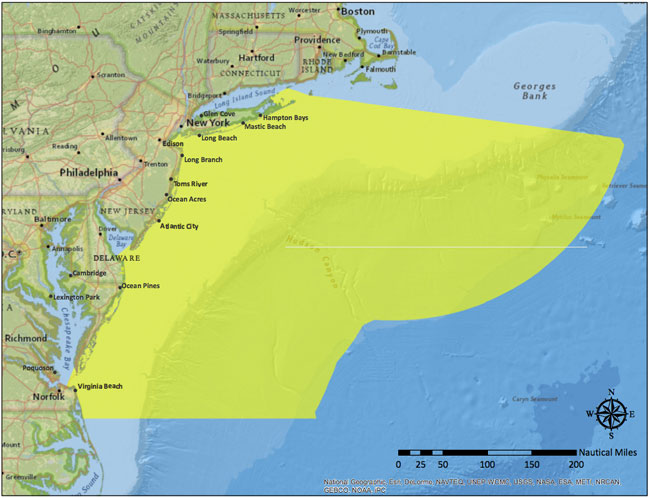 Binghamton
CATSKILL
MOUNTAINS
MASSACHUSETTS
Worcester
Boston
Springfield
Plymouth
Providence
Cape Cod Bay
Hartford
New Bedford
Barnstable
Waterbury
RHODE
ISLAND
Falmouth
CONNECTICUT
Scranton
Bridgeport
Long Island Sound
Georges
Bank
Glen Cove
Hampton Bays
New York
Mastic Beach
LVANIA
Allentown
Edison
Long Beach
Reading
Trenton
Long Branch
Philadelphia
Toms River
Ocean Acres
NEW JERSEY
Baltimore
Dover
Delaware
Bay
Atlantic City
Annapolis
DELAWARE
Hudson Canyon
Cambridge
Ocean Pines
Lexington Park
Chesapeake Bay
Richmond
Poquoson
Virginia Beach
Norfolk
Caryn Seamount
N
W
E
S
Nautical Miles
0 25 50 100 150 200
Greenville
Sound
National Geographic, Esri, DeLorme, NAVTEQ, UNEP-WCMC, USGS, NASA, ESA, METI, NRCAN,
GEBCO, NOAA, iPC